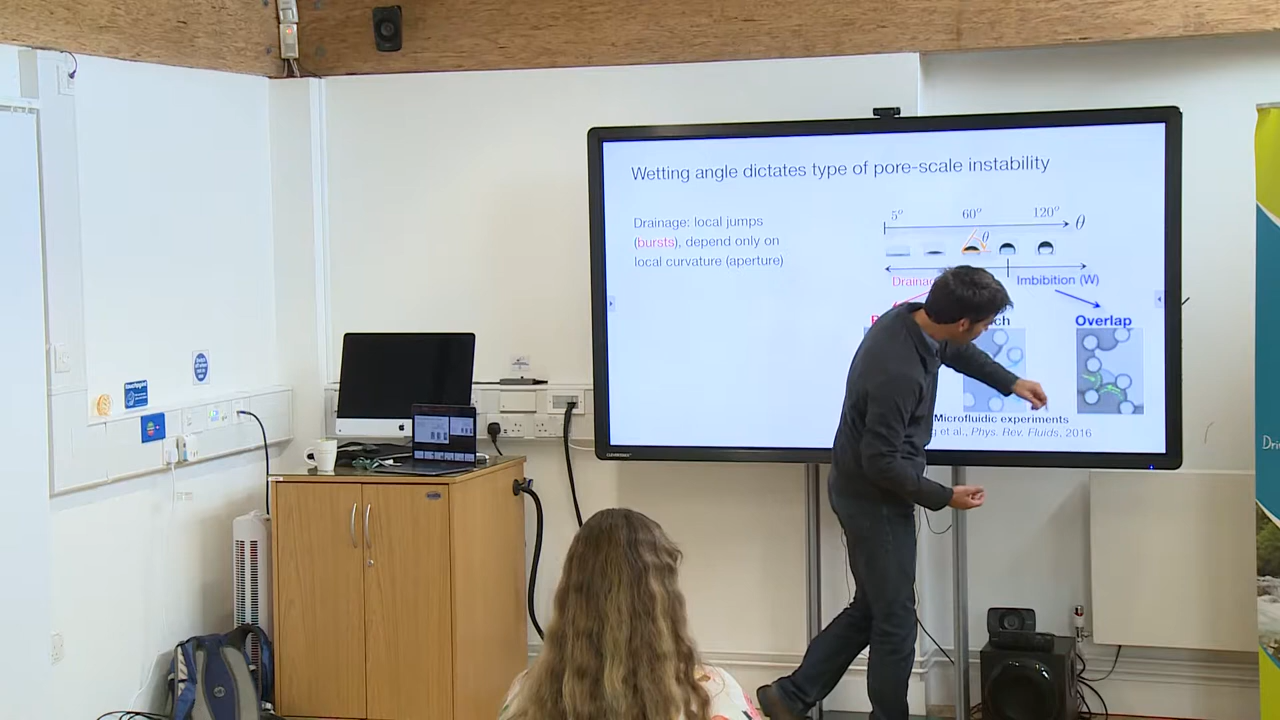 Wetting angle dictates type of pore-scale instability
Drainage: local jumps
(bursts), depend only on
local curvature (aperture)
5° 60° 120° θ
θ
Imbibition (W)
Overlap
Microfluidic experiments
et al., Phys. Rev. Fluids, 2016